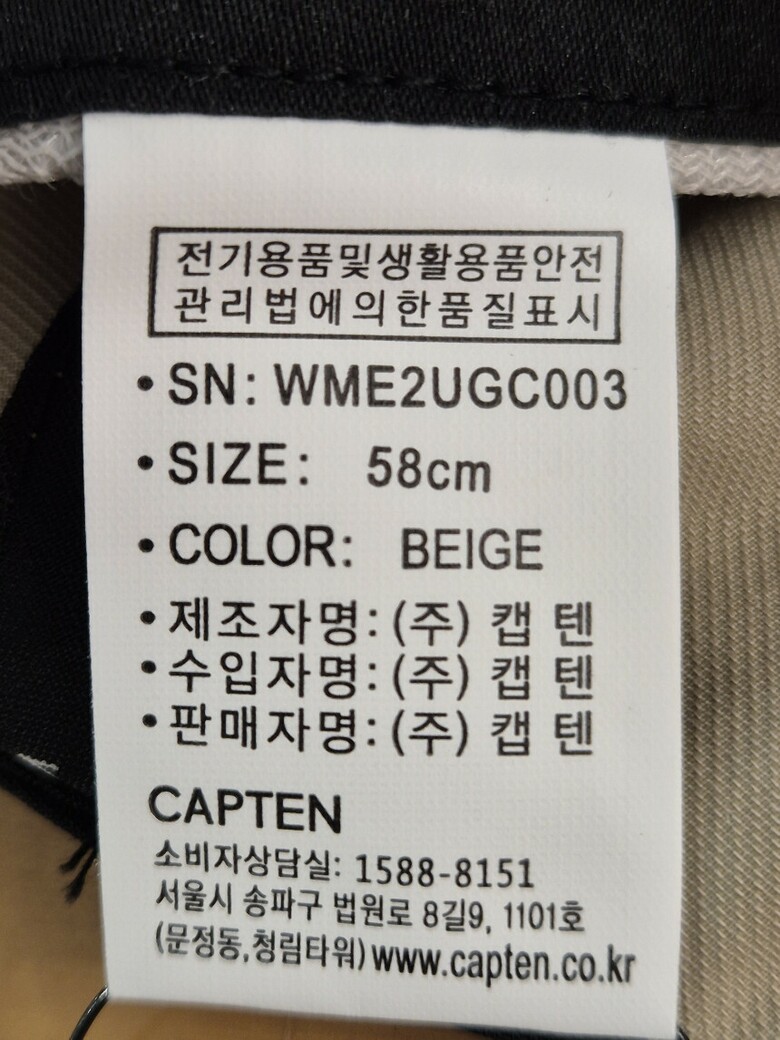 전기용품및생활용품안전
관리법에의한품질표시
• SN: WME2UGC003
• SIZE: 58cm
• COLOR: BEIGE
• 제조자명: (주) 캡 텐
• 수입자명: (주) 캡 텐
• 판매자명: (주) 캡 텐
CAPTEN
소비자상담실: 1588-8151
서울시 송파구 법원로 8길9, 1101호
(문정동,청림타워) www.capten.co.kr